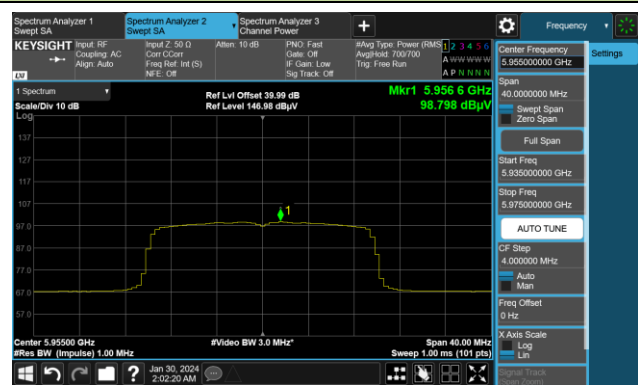 Spectrum Analyzer 1
Swept SA
Spectrum Analyzer 2
Swept SA
Spectrum Analyzer 3
Channel Power
Frequency
KEYSIGHT
Input: RF
Coupling: AC
Align: Auto
Input Z: 50 Ω
Corr CCorr
Freq Ref: Int (S)
NFE: Off
Atten: 10 dB
PNO: Fast
Gate: Off
IF Gain: Low
Sig Track: Off
#Avg Type: Power (RMS)
Avg|Hold: 700/700
Trig: Free Run
1 2 3 4 5 6
A W W W W W
A P N N N N
LXI
1 Spectrum
Scale/Div 10 dB
Log
Ref Lvl Offset 39.99 dB
Ref Level 146.98 dBµV
Mkr1 5.956 6 GHz
98.798 dBµV
137
127
117
107
97.0
87.0
77.0
67.0
57.0
1
Center 5.95500 GHz
#Res BW (Impulse) 1.00 MHz
#Video BW 3.0 MHz*
Span 40.00 MHz
Sweep 1.00 ms (101 pts)
Center Frequency
5.955000000 GHz
Settings
Span
40.0000000 MHz
Swept Span
Zero Span
Full Span
Start Freq
5.935000000 GHz
Stop Freq
5.975000000 GHz
AUTO TUNE
CF Step
4.000000 MHz
Auto
Man
Freq Offset
0 Hz
X Axis Scale
Log
Lin
Signal Track
(Span Zoom)
?
Jan 30, 2024
2:02:20 AM